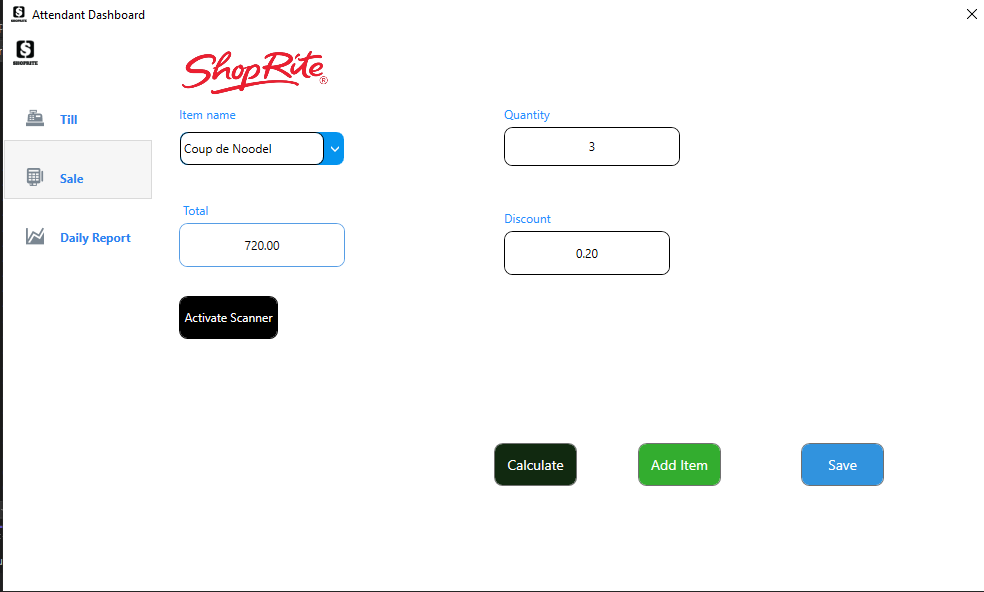 SHOPRITE
Attendant Dashboard
SHOPRITE
ShopRite®
Till
Sale
Daily Report
Item name
Quantity
Coup de Noodel
3
Total
Discount
720.00
0.20
Activate Scanner
Calculate
Add Item
Save